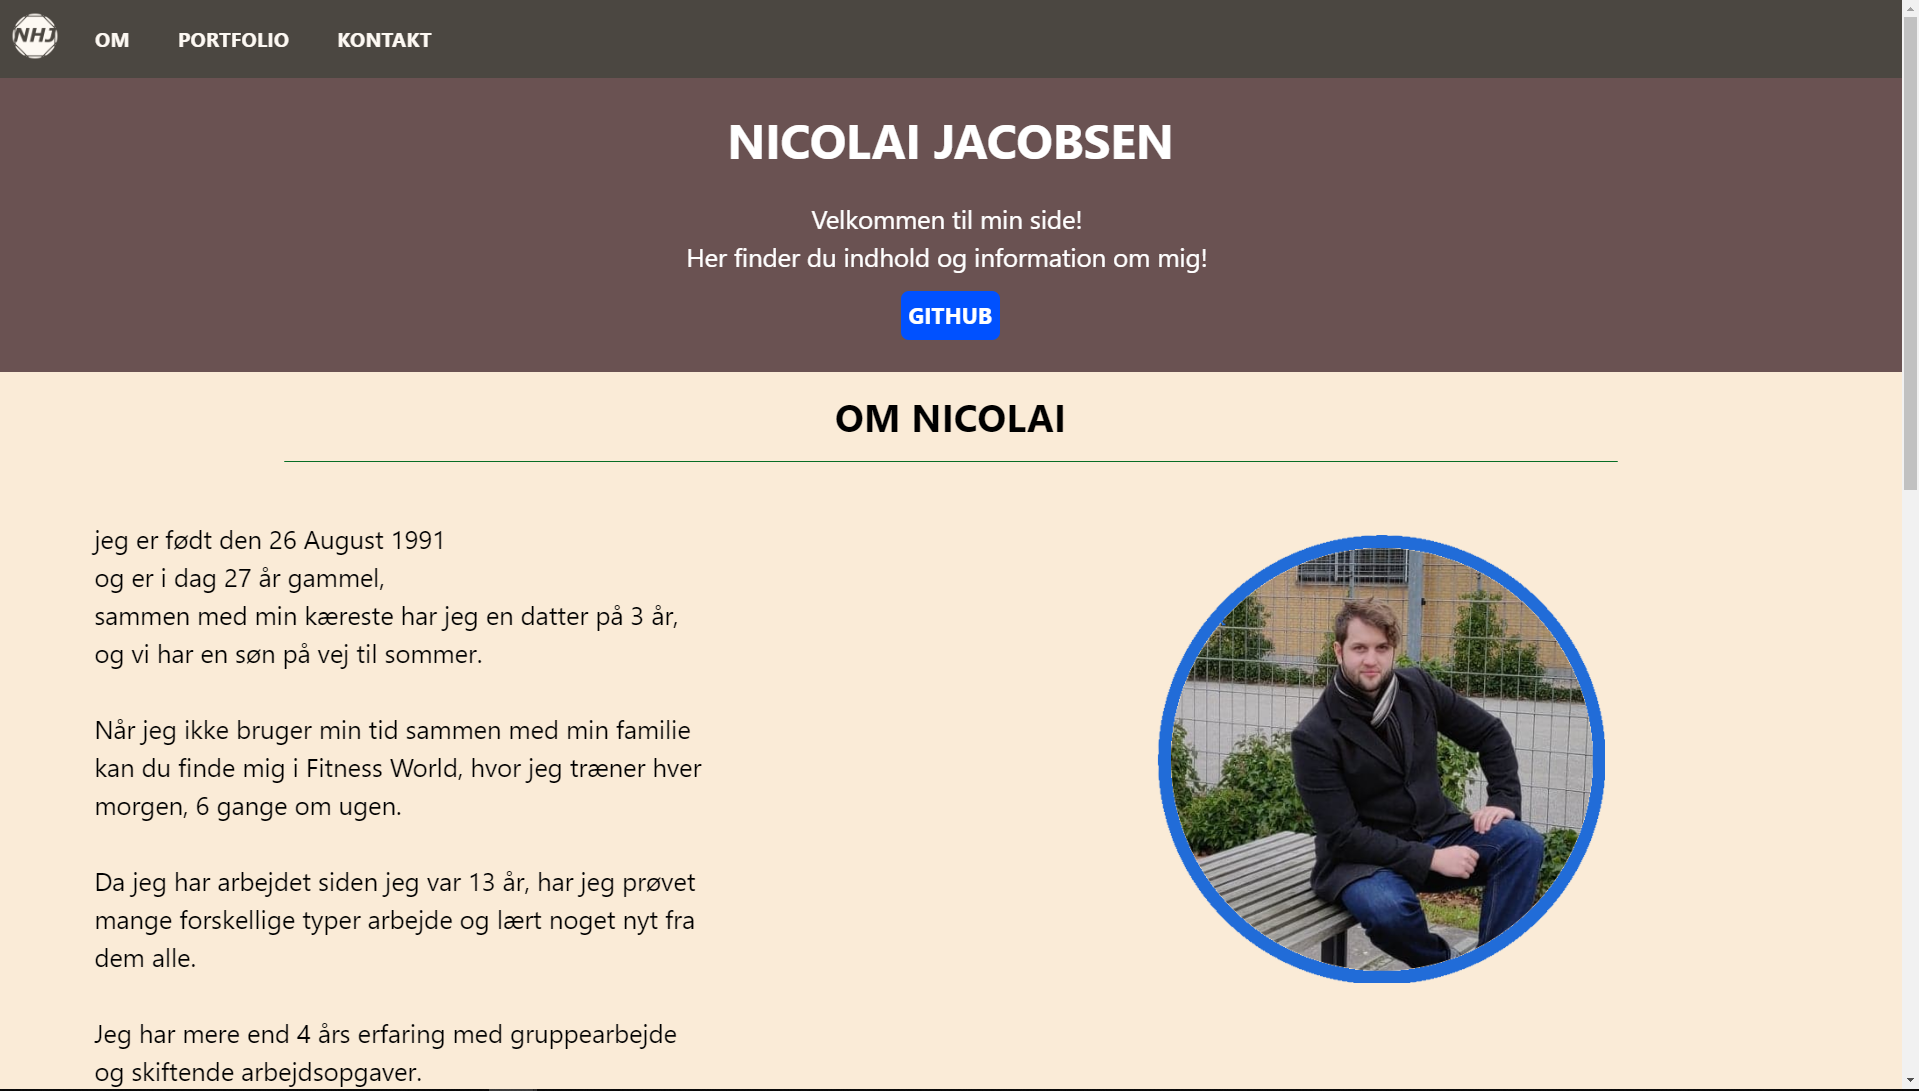 NHJ
OM
PORTFOLIO
KONTAKT
NICOLAI JACOBSEN
Velkommen til min side!
Her finder du indhold og information om mig!
GITHUB
OM NICOLAI
jeg er født den 26 August 1991
og er i dag 27 år gammel,
sammen med min kæreste har jeg en datter på 3 år,
og vi har en søn på vej til sommer.
Når jeg ikke bruger min tid sammen med min familie
kan du finde mig i Fitness World, hvor jeg træner hver
morgen, 6 gange om ugen.
Da jeg har arbejdet siden jeg var 13 år, har jeg prøvet
mange forskellige typer arbejde og lært noget nyt fra
dem alle.
Jeg har mere end 4 års erfaring med gruppearbejde
og skiftende arbejdsopgaver.